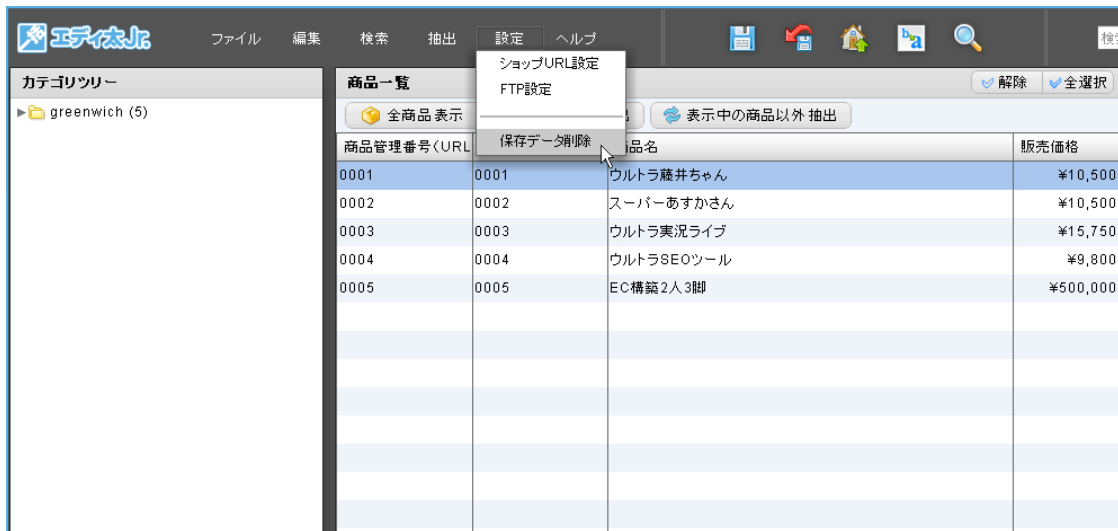 エディ太Jr.
ファイル 編集 検索 抽出 設定 ヘルプ
ba
検
ショップURL設定
FTP設定
保存データ削除
カテゴリツリー
greenwich (5)
商品一覧
解除 全選択
全商品表示 表示中の商品以外抽出
商品管理番号(URL 品名 販売価格
0001 0001 ウルトラ藤井ちゃん ¥10,500
0002 0002 スーパーあすかさん ¥10,500
0003 0003 ウルトラ実況ライブ ¥15,750
0004 0004 ウルトラSEOツール ¥9,800
0005 0005 EC構築2人3脚 ¥500,000